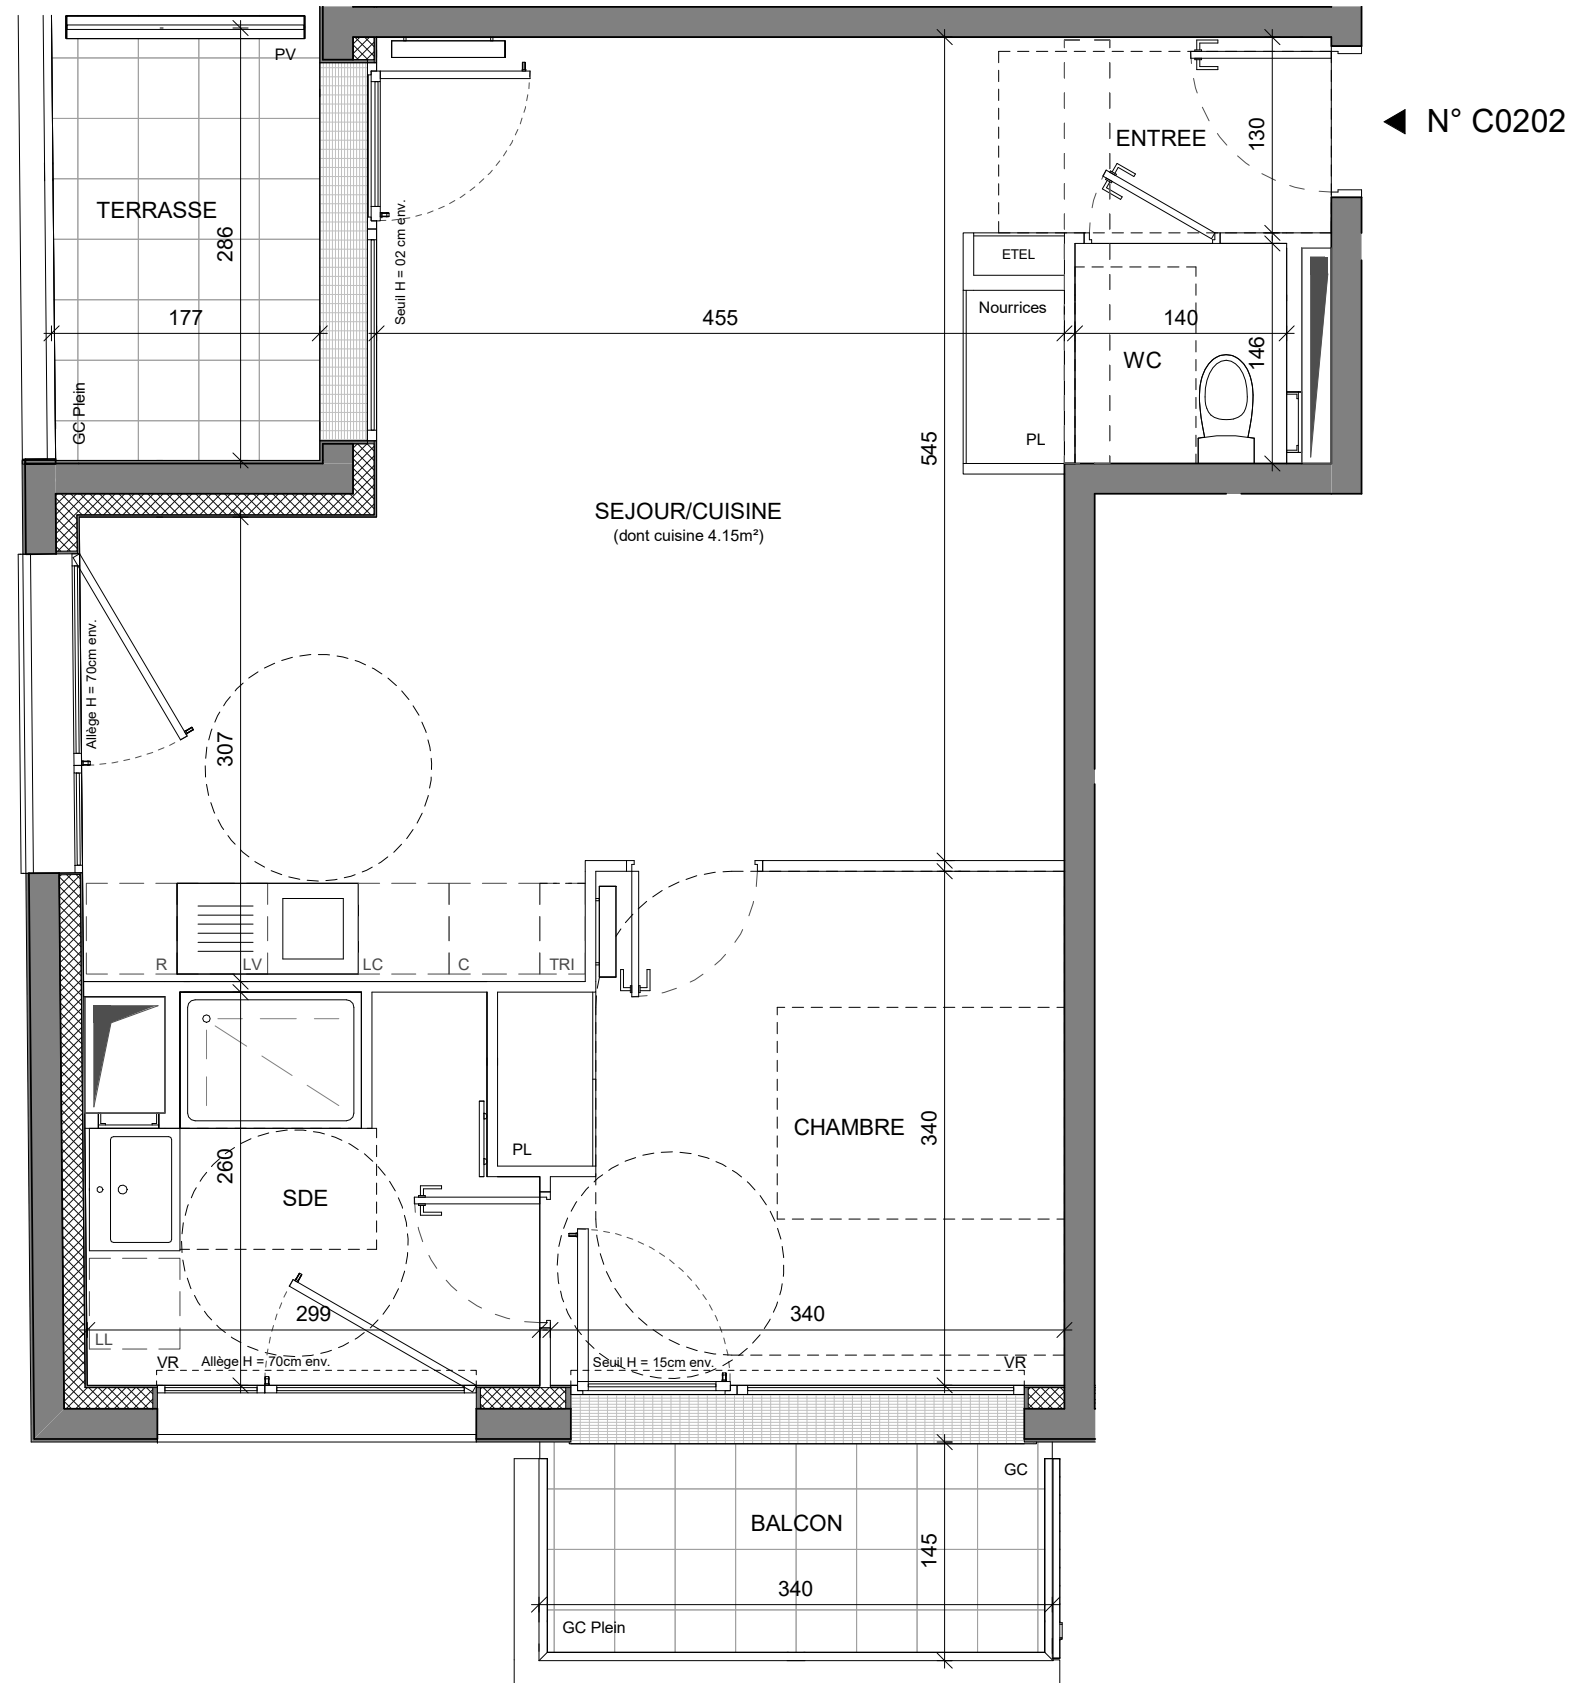 PV
N° C0202
ENTREE
130
TERRASSE
286
Seuil H = 02 cm env.
ETEL
Nourrices
177
455
140
146
WC
GC Plein
PL
545
SEJOUR/CUISINE
(dont cuisine 4.15m²)
Allège H = 70cm env.
307
R
LV
LC
C
TRI
CHAMBRE
340
PL
260
SDE
299
340
LL
VR
Allège H = 70cm env.
Seuil H = 15cm env.
VR
GC
BALCON
145
340
GC Plein